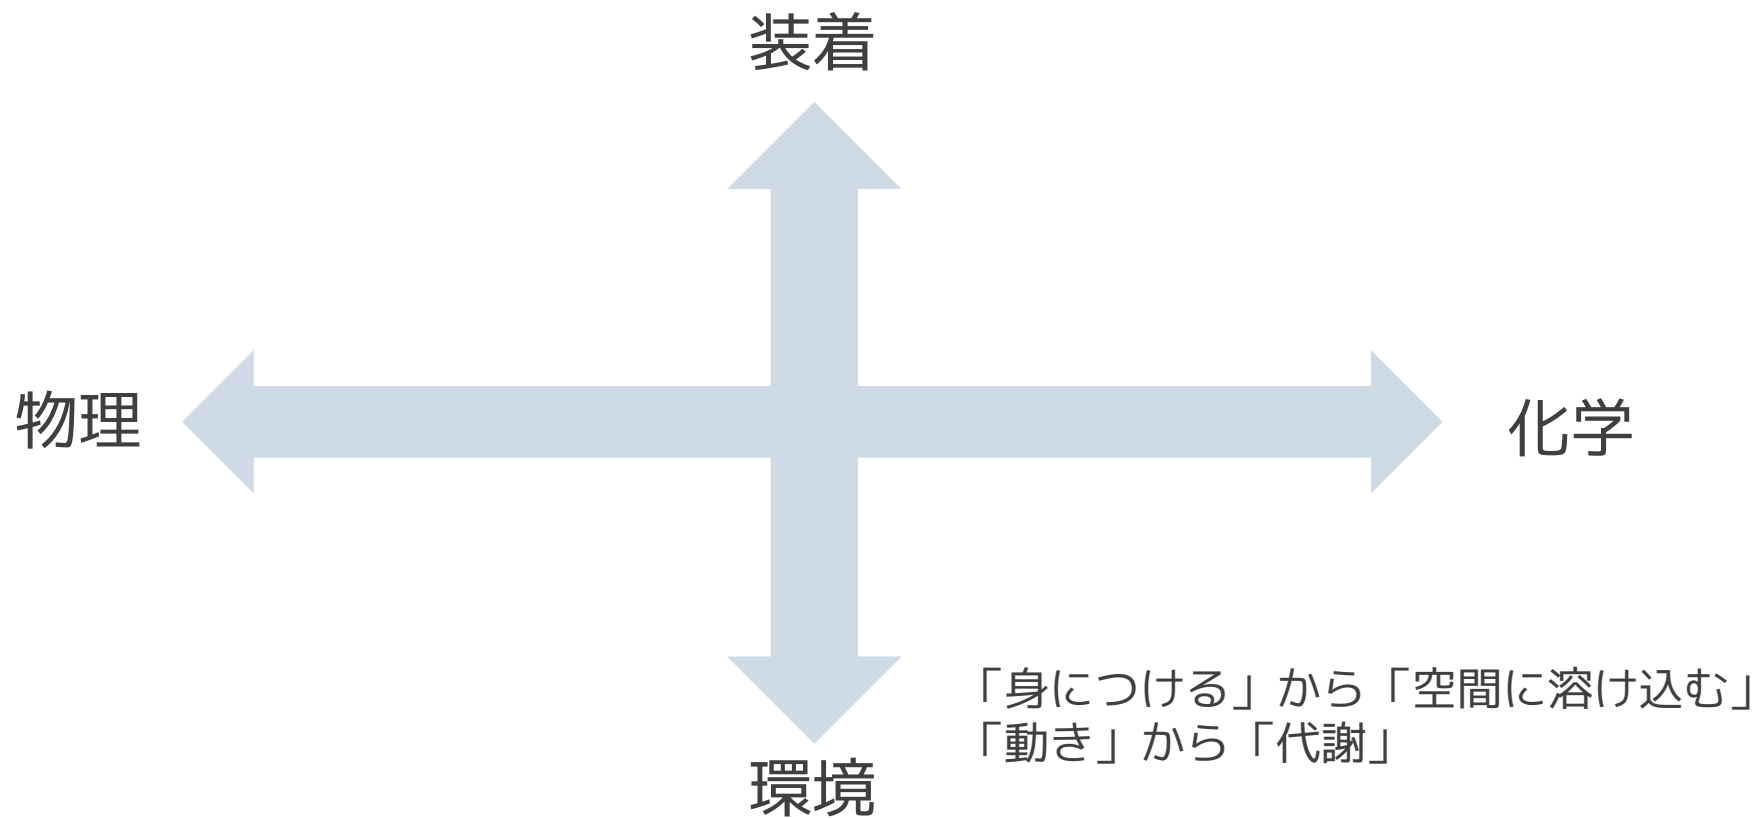 装着
物理
化学
「身につける」から「空間に溶け込む」
「動き」から「代謝」
環境